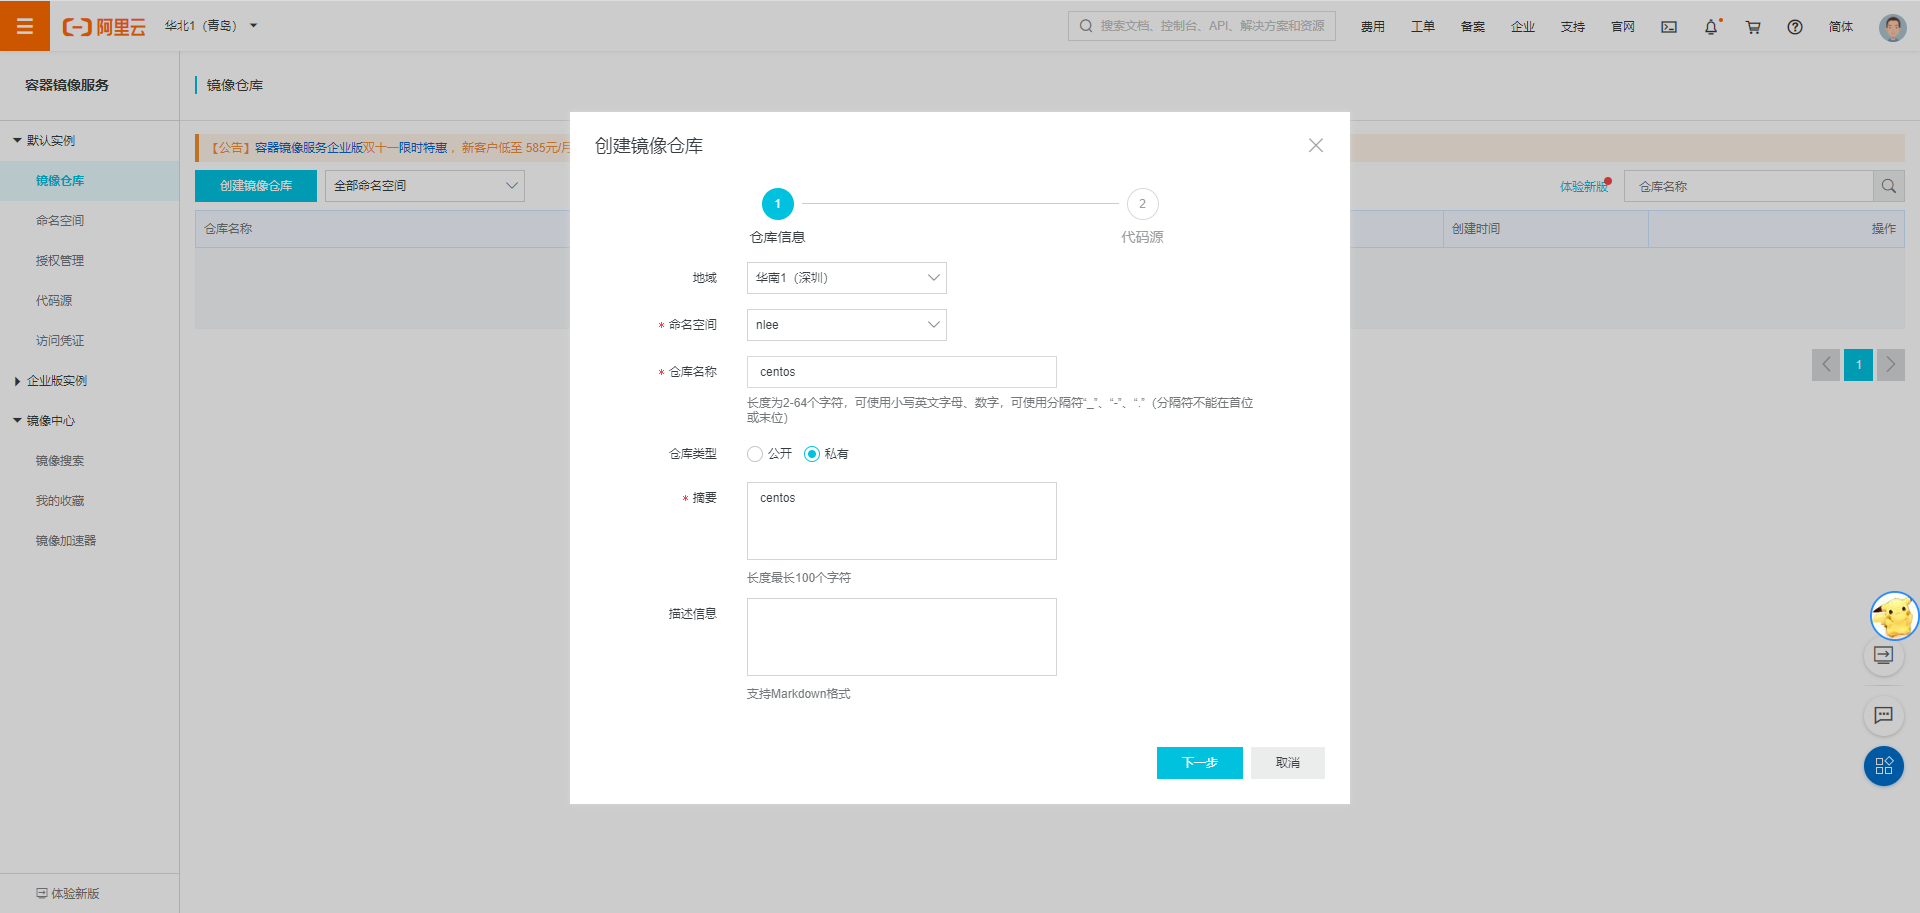 阿里云
华北1（青岛）
搜索文档、控制台、API、解决方案和资源
费用
工单
备案
企业
支持
官网
简体
容器镜像服务
默认实例
镜像仓库
命名空间
授权管理
代码源
访问凭证
企业版实例
镜像中心
镜像搜索
我的收藏
镜像加速器
体验新版
镜像仓库
【公告】容器镜像服务企业版双十一限时特惠，新客户低至 585元/月
创建镜像仓库
全部命名空间
体验新版
仓库名称
仓库名称
创建时间
操作
1
创建镜像仓库
1
2
仓库信息
代码源
地域
华南1（深圳）
* 命名空间
nlee
* 仓库名称
centos
长度为2-64个字符，可使用小写英文字母、数字，可使用分隔符“_”、“-”、“.”（分隔符不能在首位
或末位）
仓库类型
公开
私有
* 摘要
centos
长度最长100个字符
描述信息
支持Markdown格式
下一步
取消